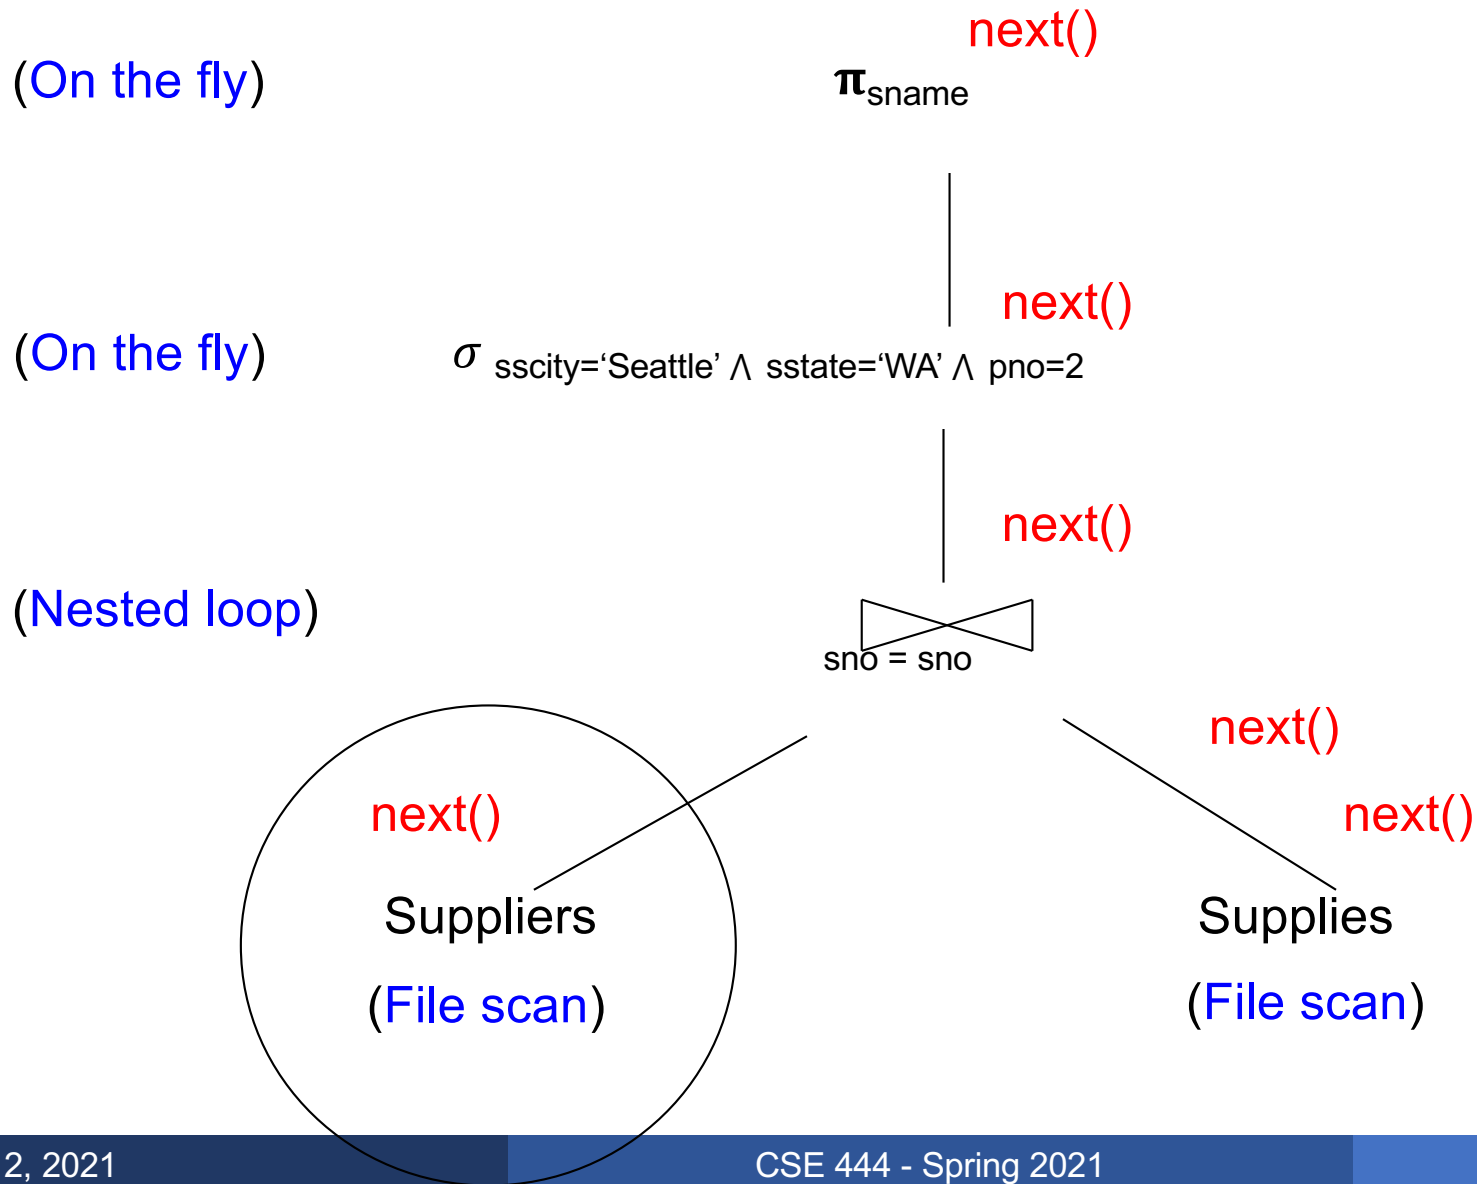 next()
(On the fly)
πsname
next()
(On the fly)
σ sscity=‘Seattle’ ∧ sstate=‘WA’ ∧ pno=2
next()
(Nested loop)
sno = sno
next()
next()
next()
Suppliers
Supplies
(File scan)
(File scan)
2, 2021
CSE 444 - Spring 2021